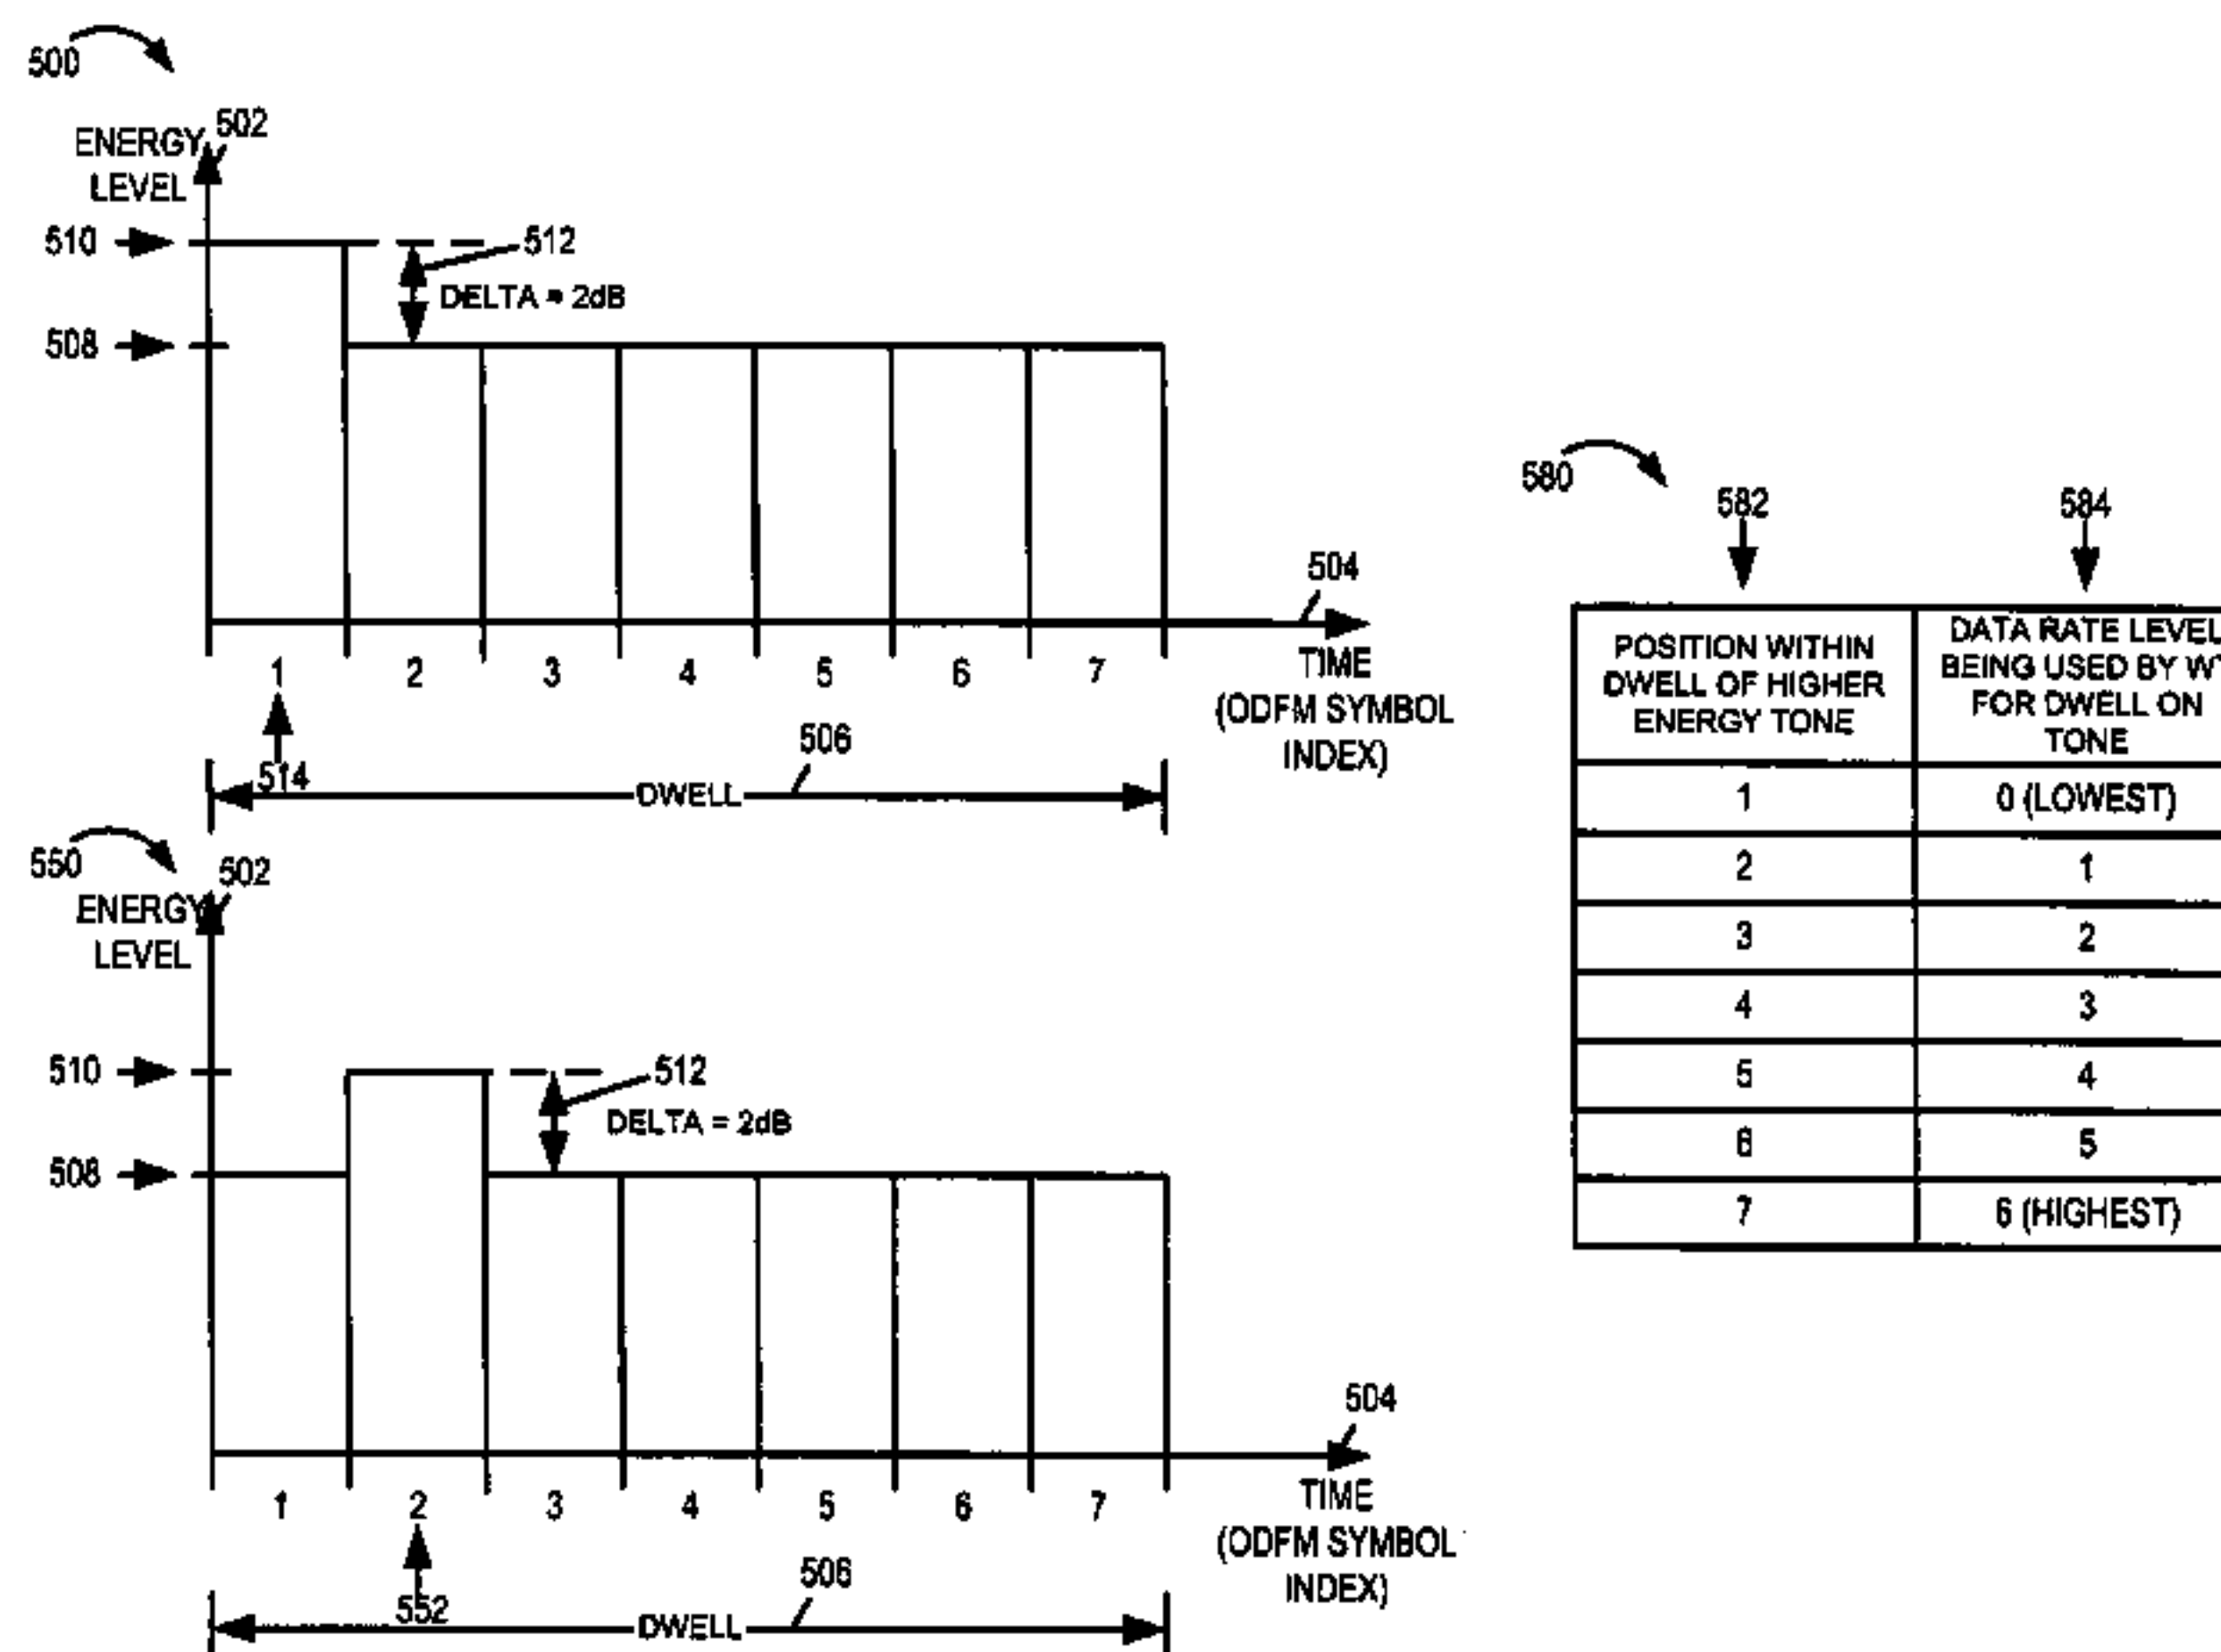 500
502
ENERGY
LEVEL
510
512
DELTA = 2dB
508
504
1 2 3 4 5 6 7
TIME
(ODFM SYMBOL
INDEX)
514
506
DWELL
550
502
ENERGY
LEVEL
510
512
DELTA = 2dB
508
504
1 2 3 4 5 6 7
TIME
(ODFM SYMBOL
INDEX)
552
506
DWELL
580
582 584
POSITION WITHIN
DWELL OF HIGHER
ENERGY TONE
DATA RATE LEVEL
BEING USED BY WT
FOR DWELL ON
TONE
1 0 (LOWEST)
2 1
3 2
4 3
5 4
6 5
7 6 (HIGHEST)